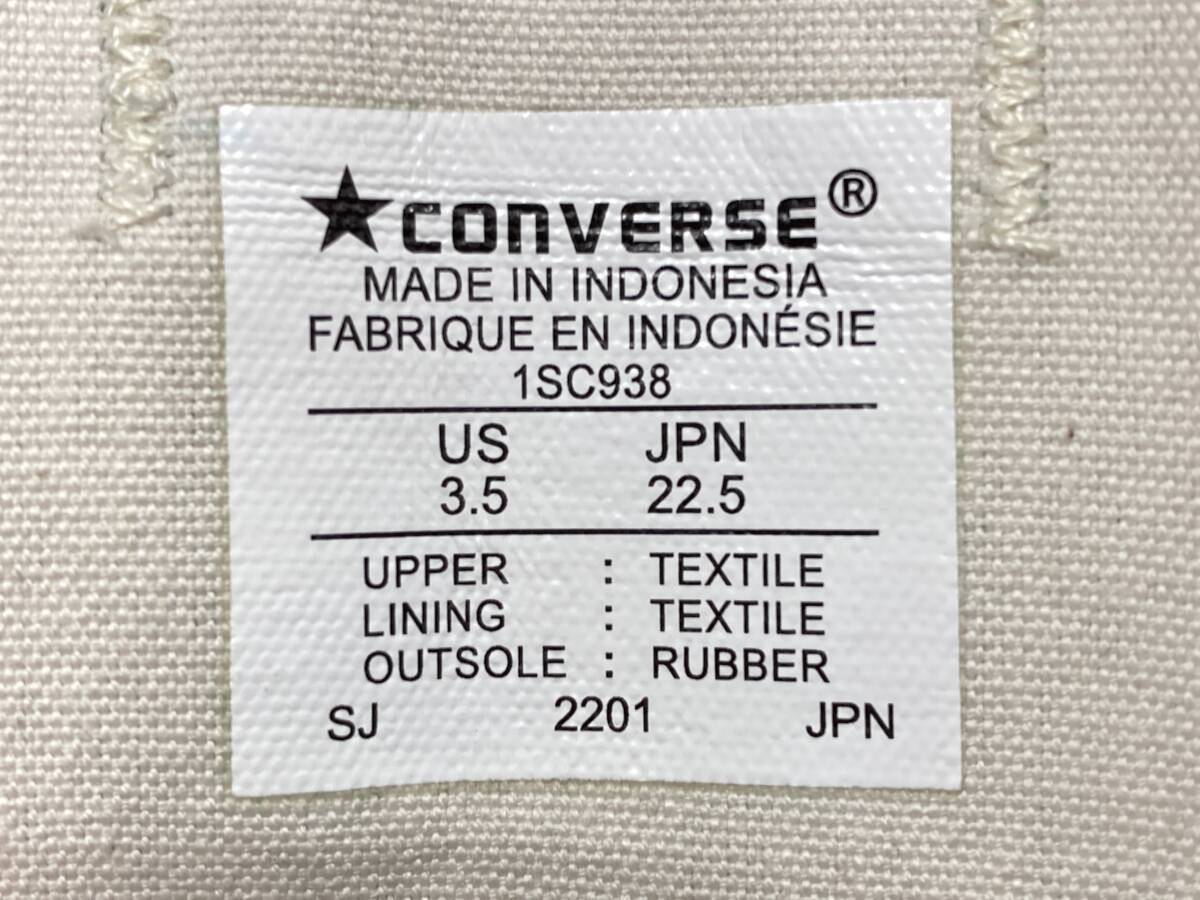 ★CONVERSE®
MADE IN INDONESIA
FABRIQUE EN INDONÉSIE
1SC938
US JPN
3.5 22.5
UPPER : TEXTILE
LINING : TEXTILE
OUTSOLE : RUBBER
SJ 2201 JPN